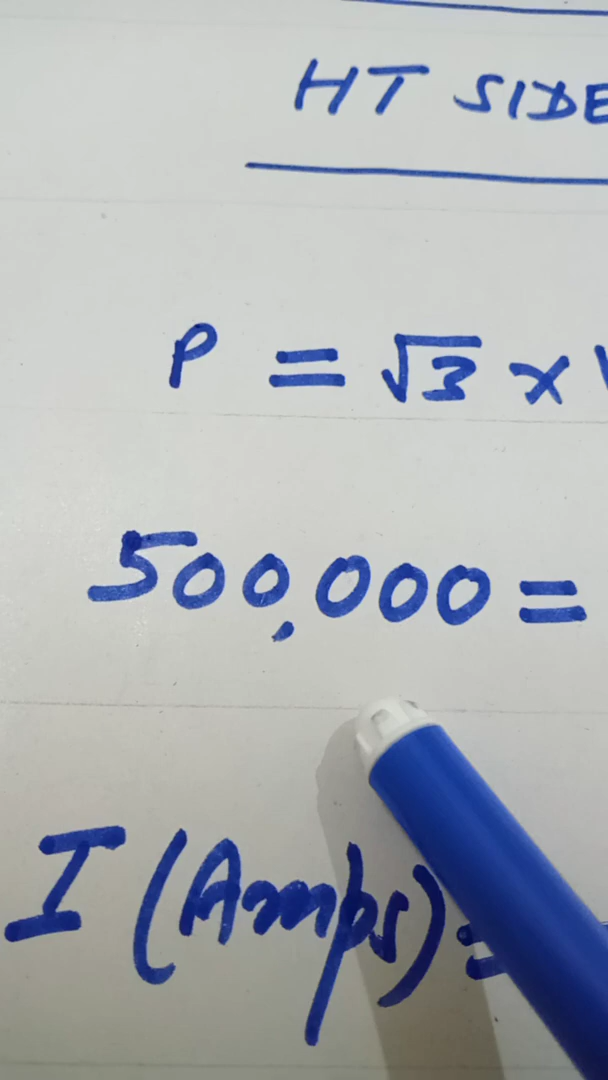 HT SIDE
P = √3 x
500,000 =
I (Amps) =